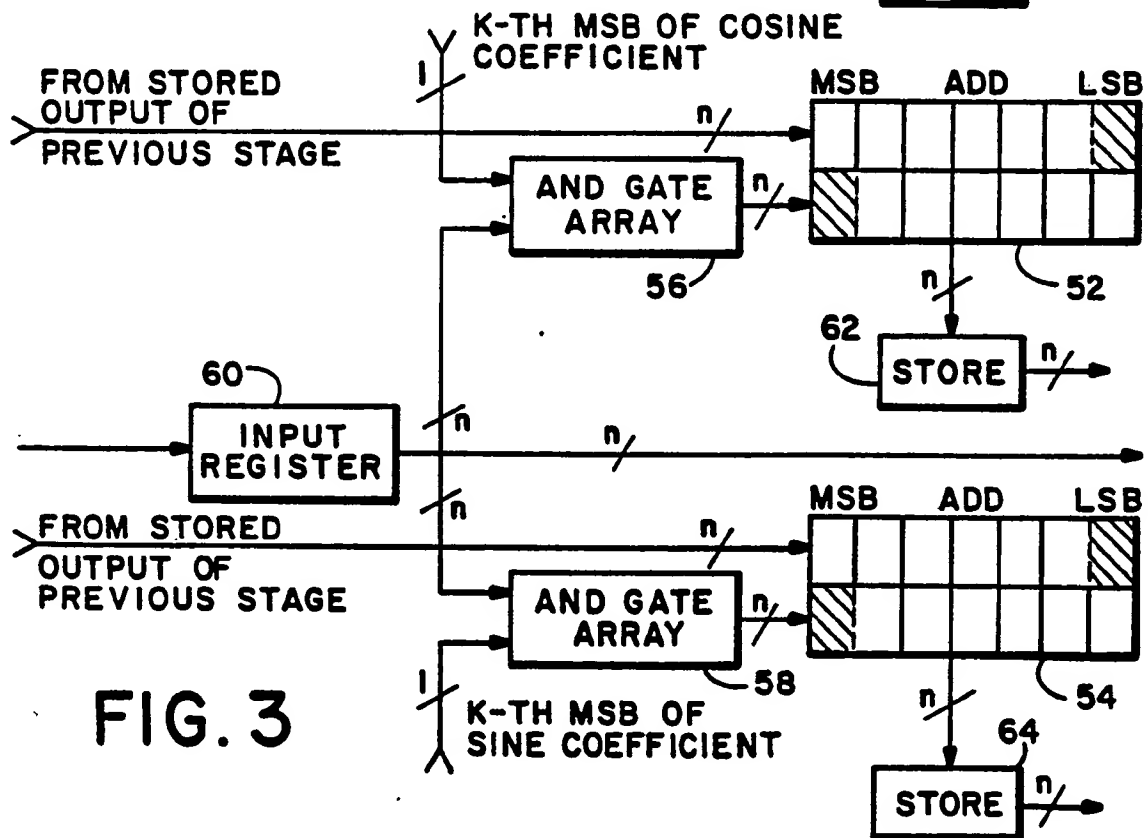 K-TH MSB OF COSINE
COEFFICIENT
1
FROM STORED
OUTPUT OF
PREVIOUS STAGE
n
MSB ADD LSB
AND GATE
ARRAY
n
56
52
n
62
STORE
n
60
INPUT
REGISTER
n
n
n
FROM STORED
OUTPUT OF
PREVIOUS STAGE
n
MSB ADD LSB
AND GATE
ARRAY
n
58
54
1
K-TH MSB OF
SINE COEFFICIENT
n
64
STORE
n
FIG. 3